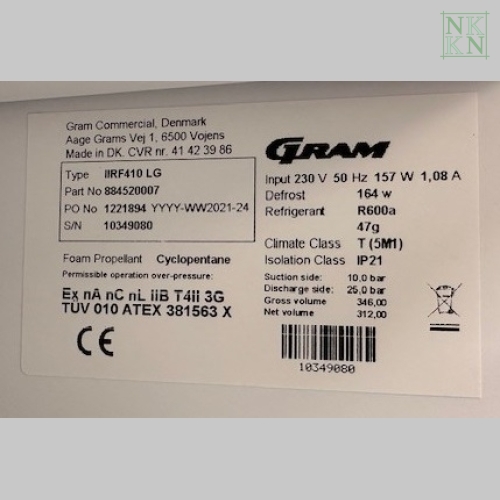 NK
KN
Gram Commercial, Denmark
Aage Grams Vej 1, 6500 Vojens
Made in DK. CVR nr. 41 42 39 86
Type iIRF410 LG
Part No 884520007
PO No 1221894 YYYY-WW2021-24
S/N 10349080
Foam Propellant Cyclopentane
Permissible operation over-pressure:
Ex nA nC nL iiB T4ii 3G
TÜV 010 ATEX 381563 X
CE
GRAM
Input 230 V 50 Hz 157 W 1,08 A
Defrost 164 w
Refrigerant R600a
47g
Climate Class T (5M1)
Isolation Class IP21
Suction side: 10,0 bar
Discharge side: 25,0 bar
Gross volume 346,00
Net volume 312,00
10349080